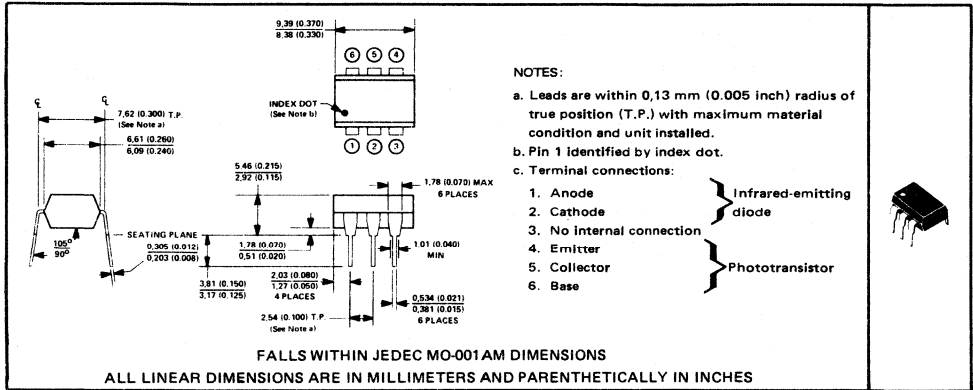 9,39 (0.370)
8,38 (0.330)
⑥ ⑤ ④
INDEX DOT
(See Note b)
① ② ③
℄ ℄
7,62 (0.300) T.P.
(See Note a)
6,61 (0.260)
6,09 (0.240)
105°
90°
SEATING PLANE
0,305 (0.012)
0,203 (0.008)
5.46 (0.215)
2,92 (0.115)
1,78 (0.070) MAX
6 PLACES
1,78 (0.070)
0,51 (0.020)
1.01 (0.040)
MIN
3,81 (0.150)
3,17 (0.125)
2,03 (0.080)
1,27 (0.050)
4 PLACES
0,534 (0.021)
0,381 (0.015)
6 PLACES
2,54 (0.100) T.P.
(See Note a)
NOTES:
a. Leads are within 0,13 mm (0.005 inch) radius of
true position (T.P.) with maximum material
condition and unit installed.
b. Pin 1 identified by index dot.
c. Terminal connections:
1. Anode
2. Cathode
Infrared-emitting
diode
3. No internal connection
4. Emitter
5. Collector
6. Base
Phototransistor
FALLS WITHIN JEDEC MO-001AM DIMENSIONS
ALL LINEAR DIMENSIONS ARE IN MILLIMETERS AND PARENTHETICALLY IN INCHES